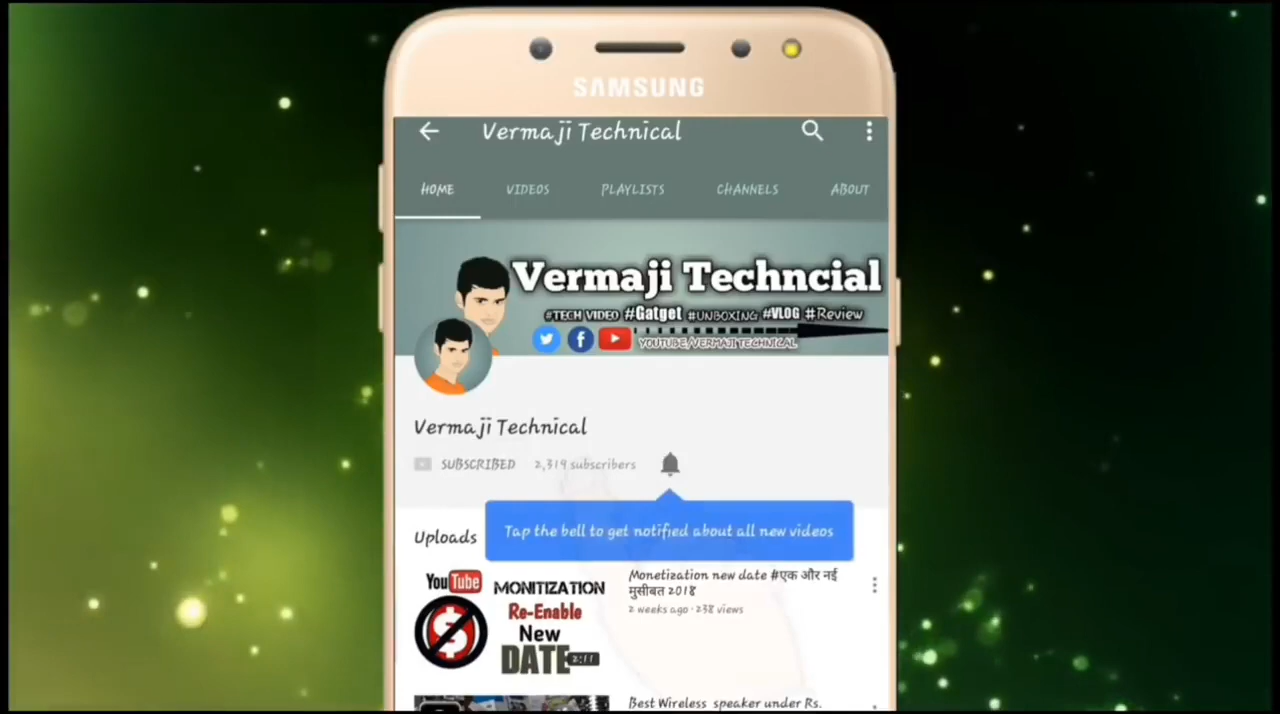 SAMSUNG
Vermaji Technical
HOME VIDEOS PLAYLISTS CHANNELS ABOUT
Vermaji Techncial
#TECH VIDEO #Gatget #UNBOXING #VLOG #Review
YOUTUBE/VERMAJI TECHNICAL
Vermaji Technical
SUBSCRIBED 2,319 subscribers
Tap the bell to get notified about all new videos
Uploads
YouTube MONITIZATION
Re-Enable
New
DATE
Monetization new date #एक और नई
मुसीबत 2018
2 weeks ago · 238 views
Best Wireless speaker under Rs.